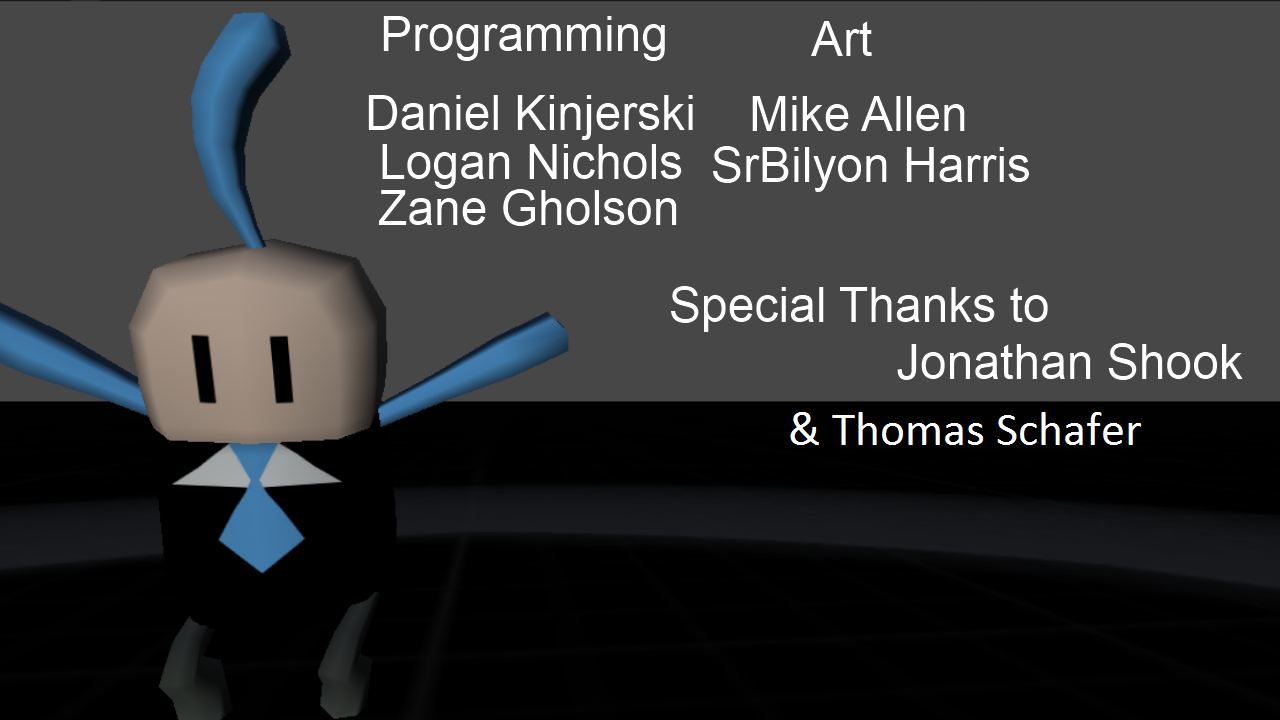 Programming
Daniel Kinjerski
Logan Nichols
Zane Gholson
Art
Mike Allen
SrBilyon Harris
Special Thanks to
Jonathan Shook
& Thomas Schafer